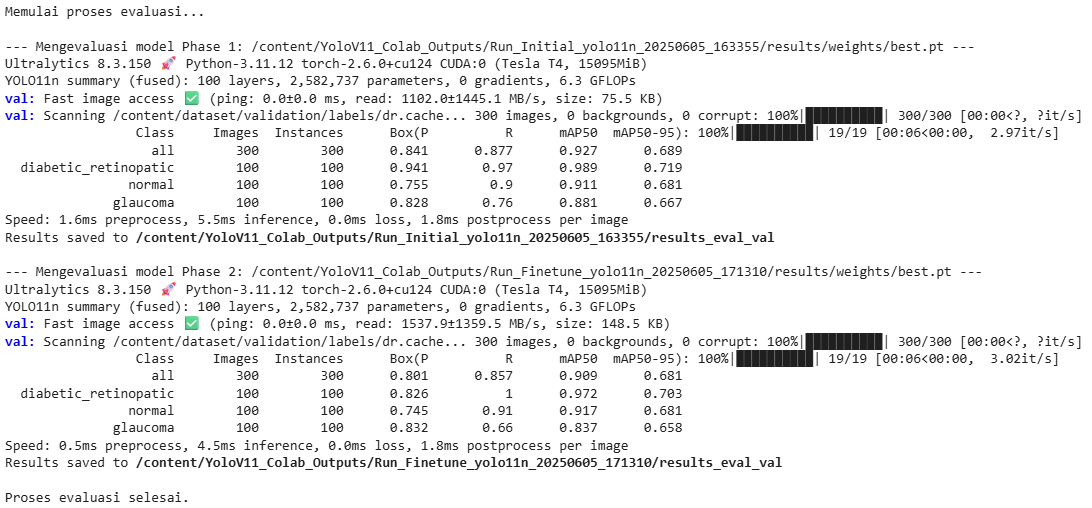 Memulai proses evaluasi...
--- Mengevaluasi model Phase 1: /content/YoloV11_Colab_Outputs/Run_Initial_yolo11n_20250605_163355/results/weights/best.pt ---
Ultralytics 8.3.150 🚀 Python-3.11.12 torch-2.6.0+cu124 CUDA:0 (Tesla T4, 15095MiB)
YOLO11n summary (fused): 100 layers, 2,582,737 parameters, 0 gradients, 6.3 GFLOPs
val: Fast image access ✅ (ping: 0.0±0.0 ms, read: 1102.0±1445.1 MB/s, size: 75.5 KB)
val: Scanning /content/dataset/validation/labels/dr.cache... 300 images, 0 backgrounds, 0 corrupt: 100%|██████████| 300/300 [00:00<?, ?it/s]
Class Images Instances Box(P R mAP50 mAP50-95): 100%|██████████| 19/19 [00:06<00:00, 2.97it/s]
all 300 300 0.841 0.877 0.927 0.689
diabetic_retinopatic 100 100 0.941 0.97 0.989 0.719
normal 100 100 0.755 0.9 0.911 0.681
glaucoma 100 100 0.828 0.76 0.881 0.667
Speed: 1.6ms preprocess, 5.5ms inference, 0.0ms loss, 1.8ms postprocess per image
Results saved to /content/YoloV11_Colab_Outputs/Run_Initial_yolo11n_20250605_163355/results_eval_val
--- Mengevaluasi model Phase 2: /content/YoloV11_Colab_Outputs/Run_Finetune_yolo11n_20250605_171310/results/weights/best.pt ---
Ultralytics 8.3.150 🚀 Python-3.11.12 torch-2.6.0+cu124 CUDA:0 (Tesla T4, 15095MiB)
YOLO11n summary (fused): 100 layers, 2,582,737 parameters, 0 gradients, 6.3 GFLOPs
val: Fast image access ✅ (ping: 0.0±0.0 ms, read: 1537.9±1359.5 MB/s, size: 148.5 KB)
val: Scanning /content/dataset/validation/labels/dr.cache... 300 images, 0 backgrounds, 0 corrupt: 100%|██████████| 300/300 [00:00<?, ?it/s]
Class Images Instances Box(P R mAP50 mAP50-95): 100%|██████████| 19/19 [00:06<00:00, 3.02it/s]
all 300 300 0.801 0.857 0.909 0.681
diabetic_retinopatic 100 100 0.826 1 0.972 0.703
normal 100 100 0.745 0.91 0.917 0.681
glaucoma 100 100 0.832 0.66 0.837 0.658
Speed: 0.5ms preprocess, 4.5ms inference, 0.0ms loss, 1.8ms postprocess per image
Results saved to /content/YoloV11_Colab_Outputs/Run_Finetune_yolo11n_20250605_171310/results_eval_val
Proses evaluasi selesai.